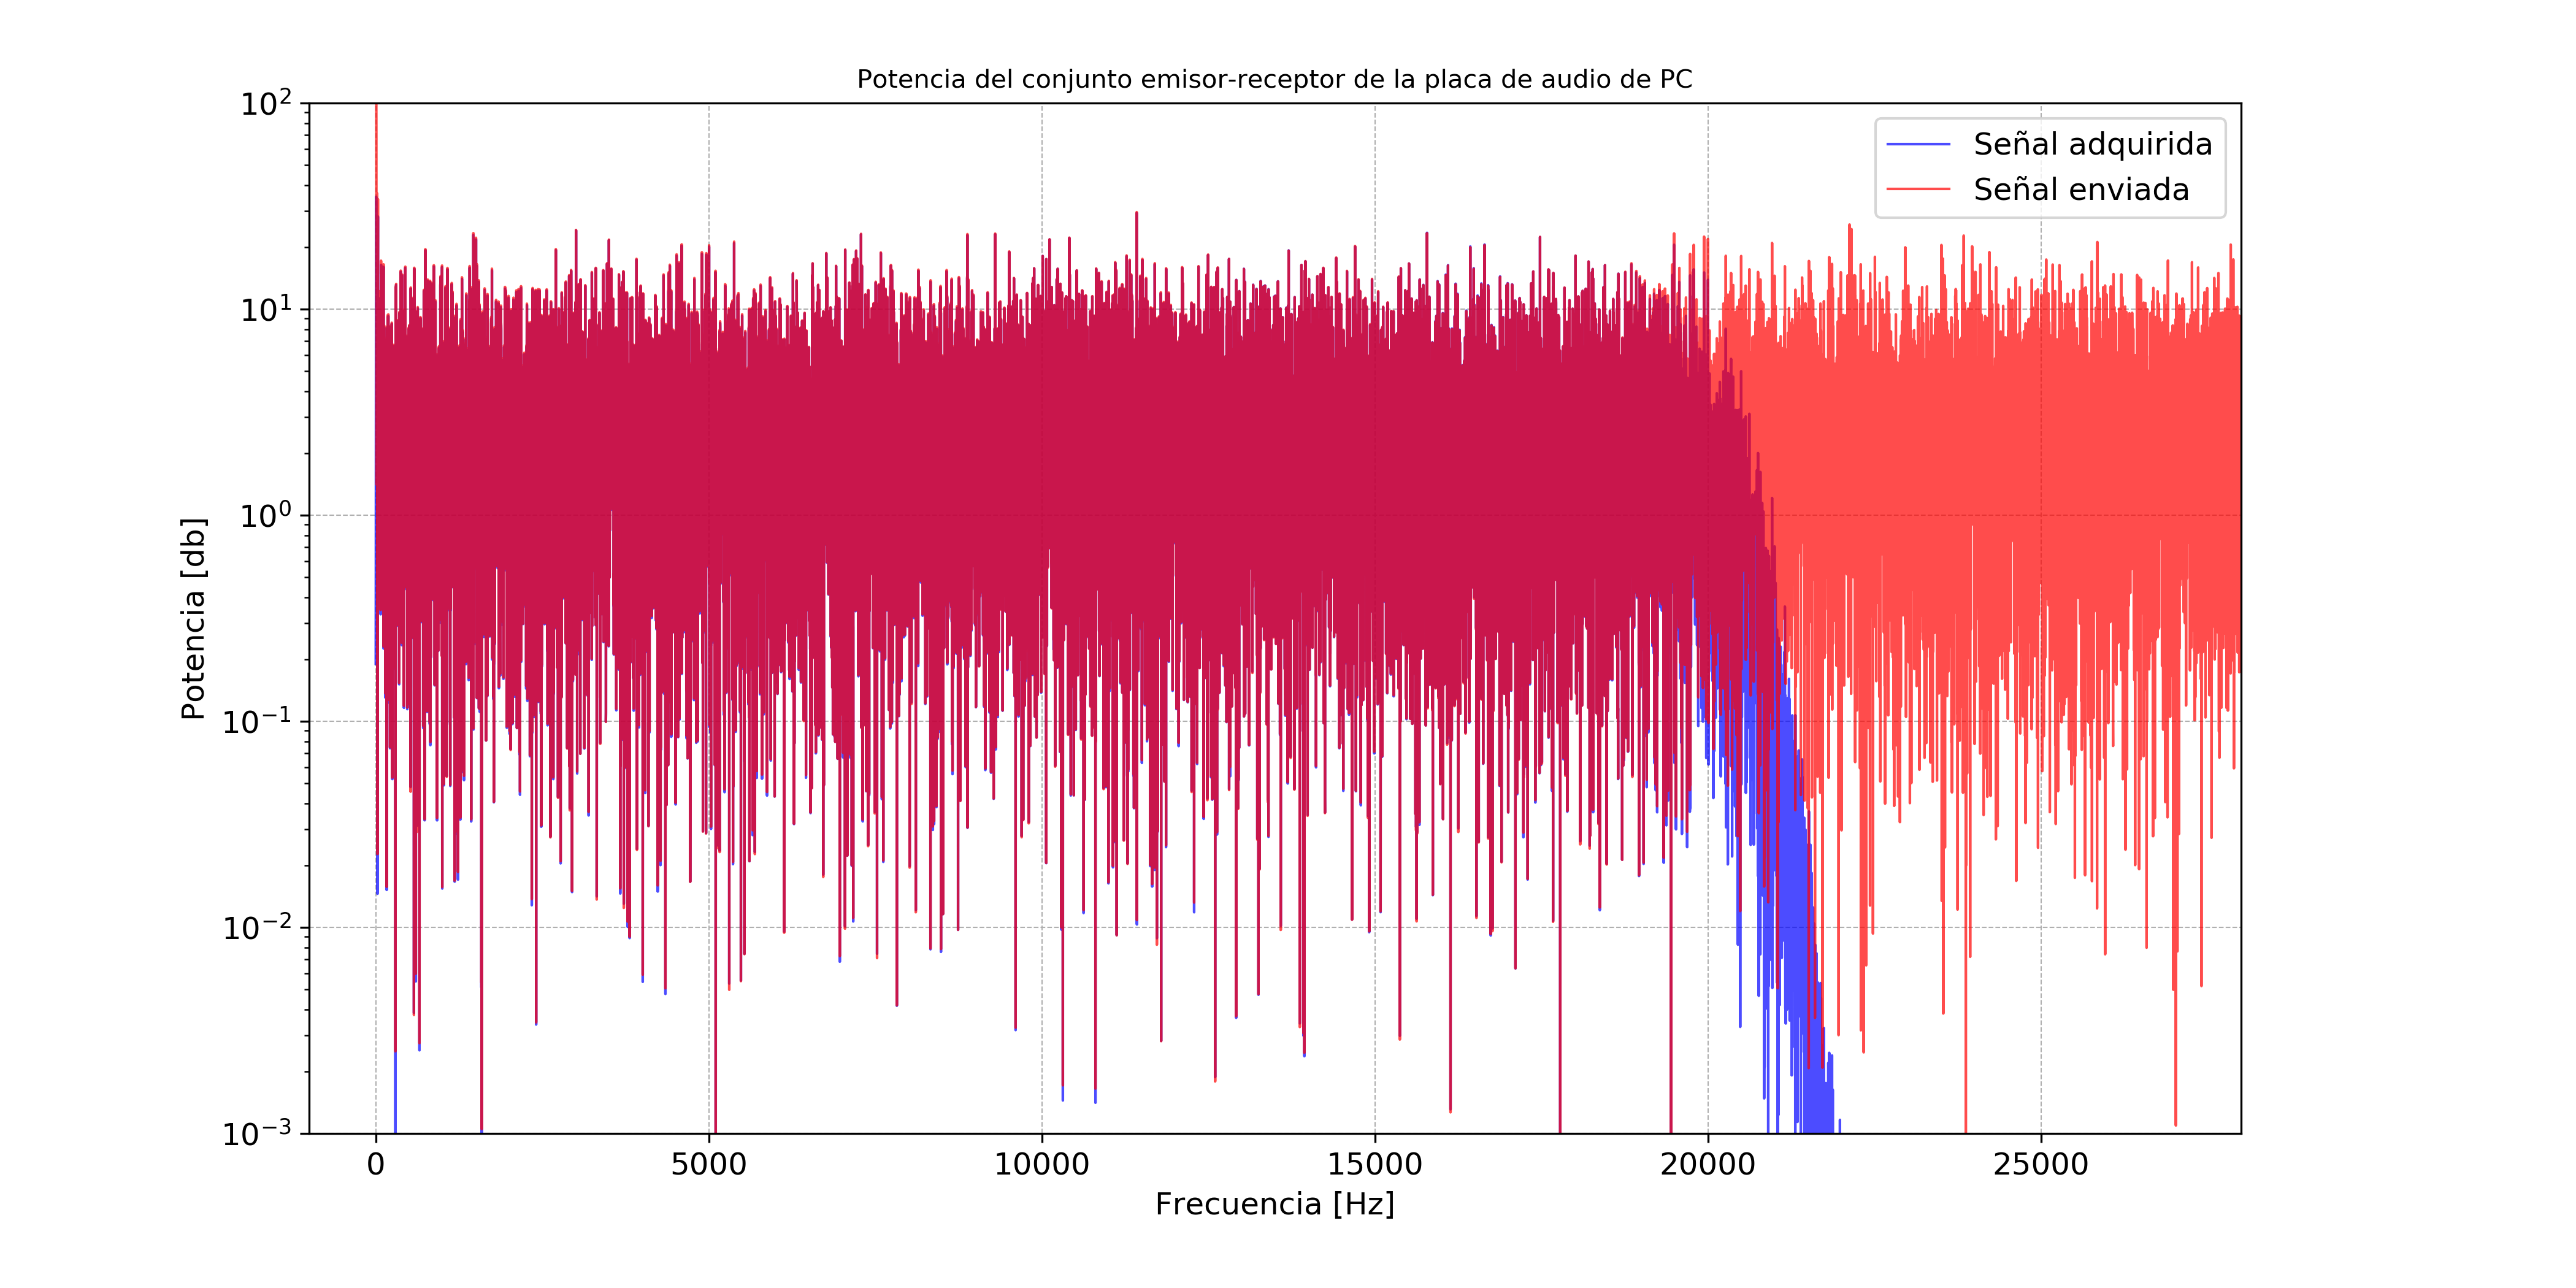 Potencia del conjunto emisor-receptor de la placa de audio de PC
10²
10¹
10⁰
10⁻¹
10⁻²
10⁻³
Potencia [db]
Señal adquirida
Señal enviada
0 5000 10000 15000 20000 25000
Frecuencia [Hz]